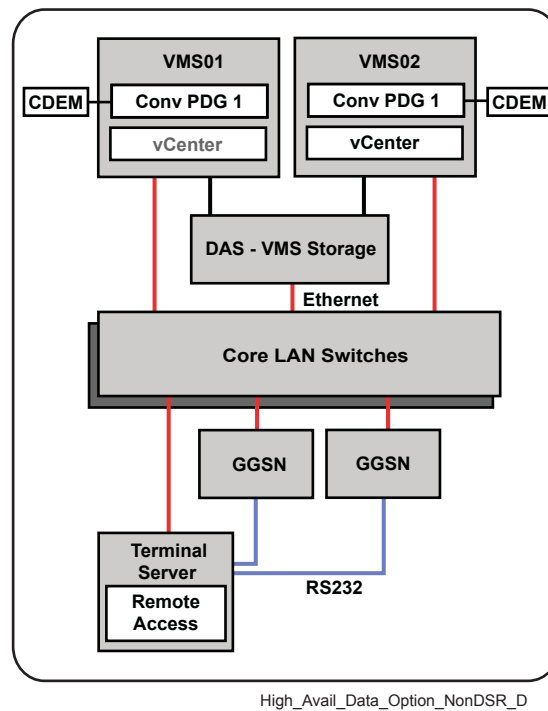 VMS01
VMS02
CDEM
Conv PDG 1
Conv PDG 1
CDEM
vCenter
vCenter
DAS - VMS Storage
Ethernet
Core LAN Switches
GGSN
GGSN
Terminal
Server
RS232
Remote
Access
High_Avail_Data_Option_NonDSR_D